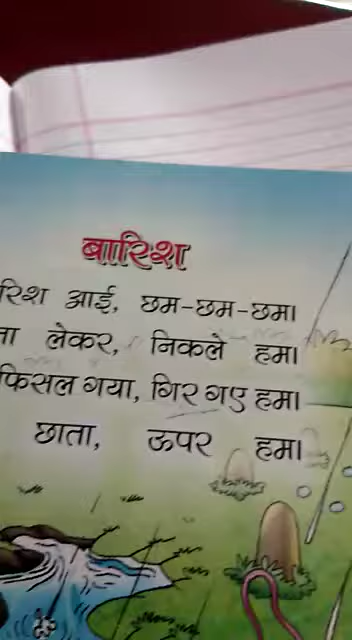 बारिश
रिश आई, छम-छम-छम।
ता लेकर, निकले हम।
फिसल गया, गिर गए हम।
छाता, ऊपर हम।